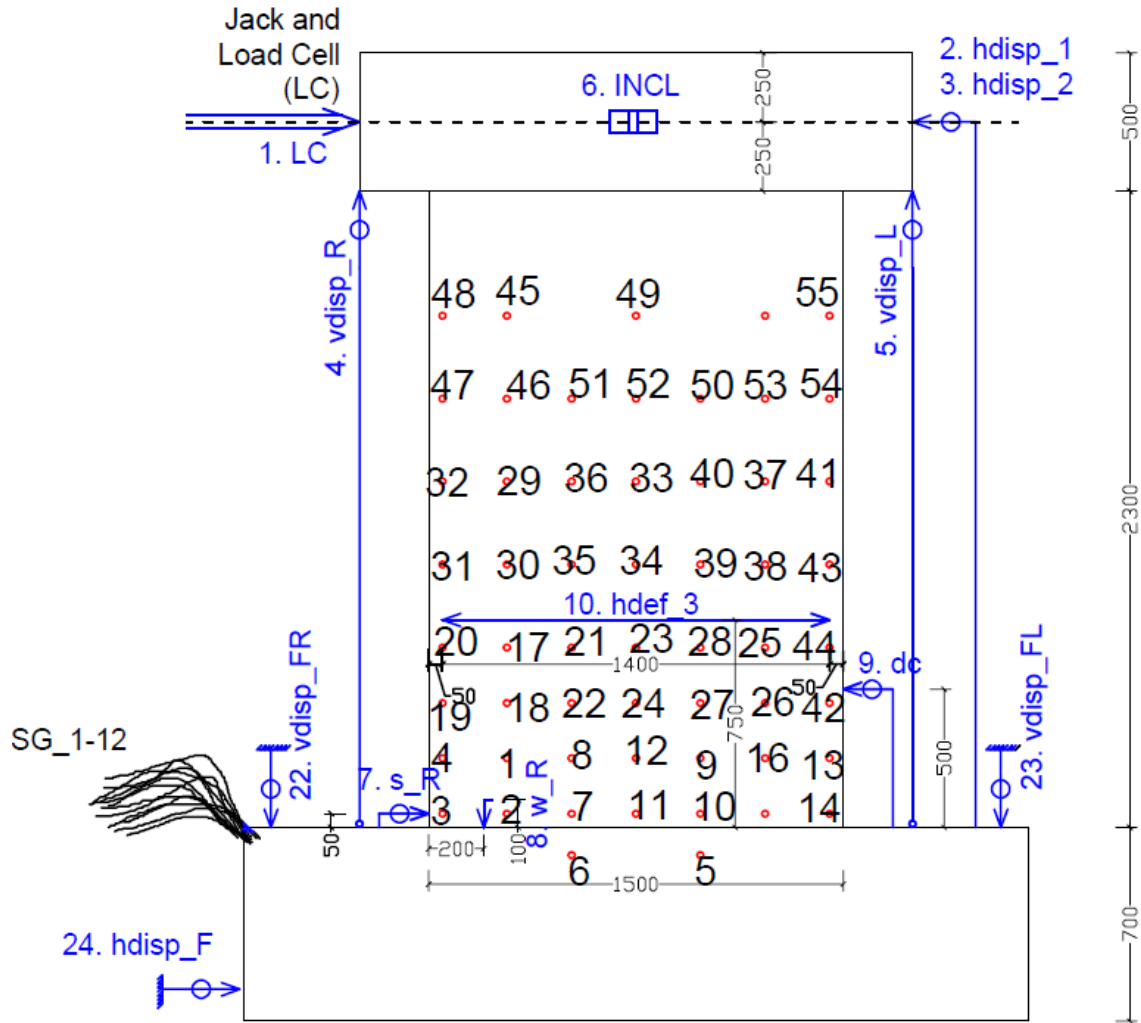 Jack and
Load Cell
(LC)
2. hdisp_1
3. hdisp_2
6. INCL
1. LC
250
250
500
4. vdisp_R
5. vdisp_L
48 45 49 55
47 46 51 52 50 53 54
32 29 36 33 40 37 41
31 30 35 34 39 38 43
2300
10. hdef_3
20 17 21 23 28 25 44
1400
50
50
9. dc
750
19 18 22 24 27 26 42
500
22. vdisp_FR
23. vdisp_FL
SG_1-12
4 1 8 12 9 16 13
7. s_R
8. w_R
3 2 7 11 10 14
50
200
100
6 5
1500
700
24. hdisp_F